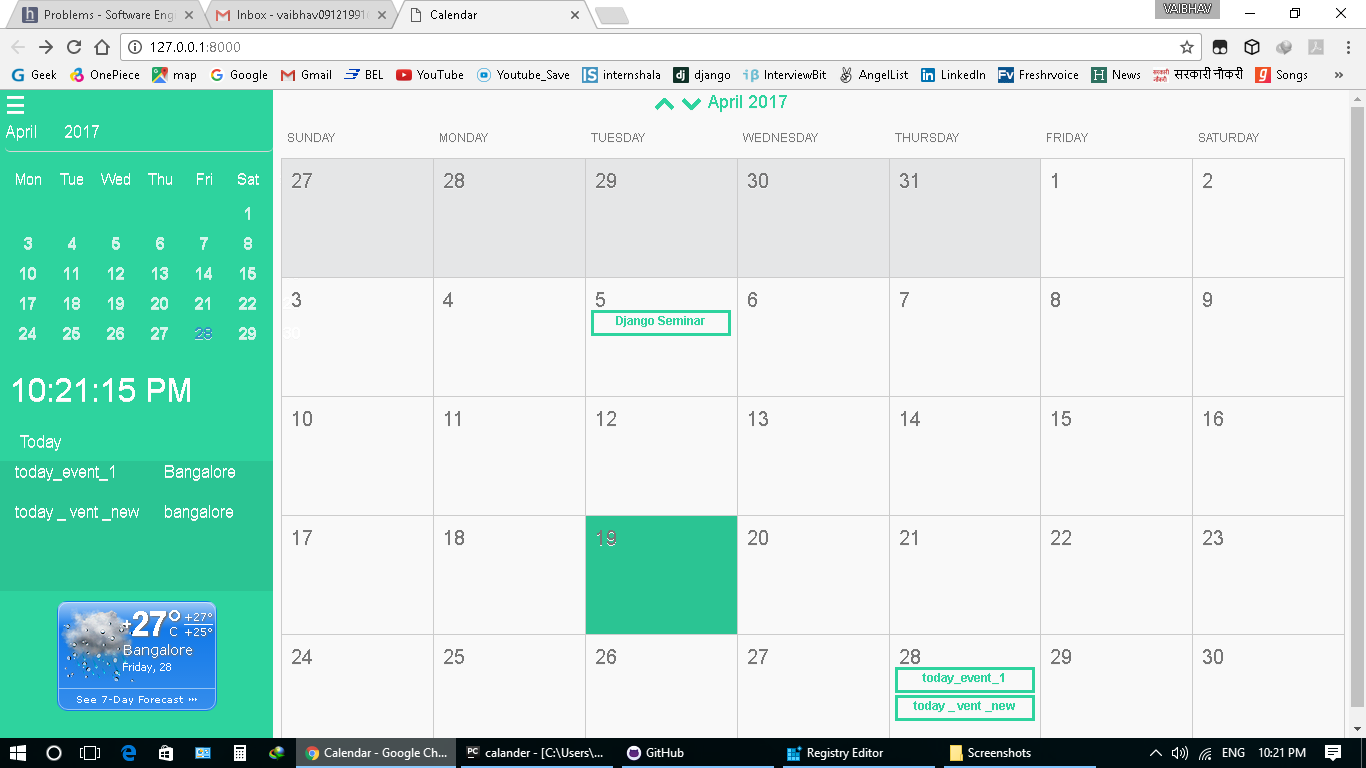 Problems - Software Eng
Inbox - vaibhav09121991
Calendar
VAIBHAV
127.0.0.1:8000
Geek OnePiece map Google Gmail BEL YouTube Youtube_Save internshala django InterviewBit AngelList LinkedIn Freshrvoice News सरकारी नौकरी Songs »
April 2017
Mon Tue Wed Thu Fri Sat
1
3 4 5 6 7 8
10 11 12 13 14 15
17 18 19 20 21 22
24 25 26 27 28 29 30
10:21:15 PM
Today
today_event_1 Bangalore
today _ vent _new bangalore
+27° C +27° +25°
Bangalore
Friday, 28
See 7-Day Forecast
April 2017
SUNDAY MONDAY TUESDAY WEDNESDAY THURSDAY FRIDAY SATURDAY
27 28 29 30 31 1 2
3 4 5 6 7 8 9
Django Seminar
10 11 12 13 14 15 16
17 18 19 20 21 22 23
24 25 26 27 28 29 30
today_event_1
today _ vent _new
Calendar - Google Ch... calander - [C:\Users\... GitHub Registry Editor Screenshots ENG 10:21 PM